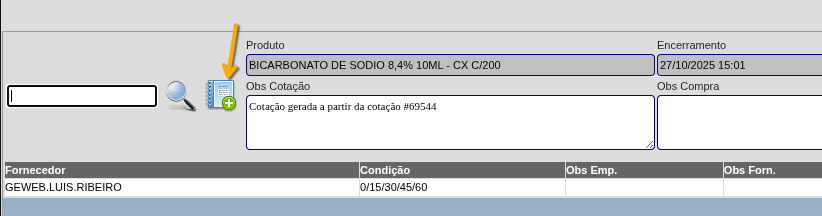 Produto
Encerramento
BICARBONATO DE SODIO 8,4% 10ML - CX C/200
27/10/2025 15:01
Obs Cotação
Obs Compra
Cotação gerada a partir da cotação #69544
Fornecedor
Condição
Obs Emp.
Obs Forn.
GEWEB.LUIS.RIBEIRO
0/15/30/45/60